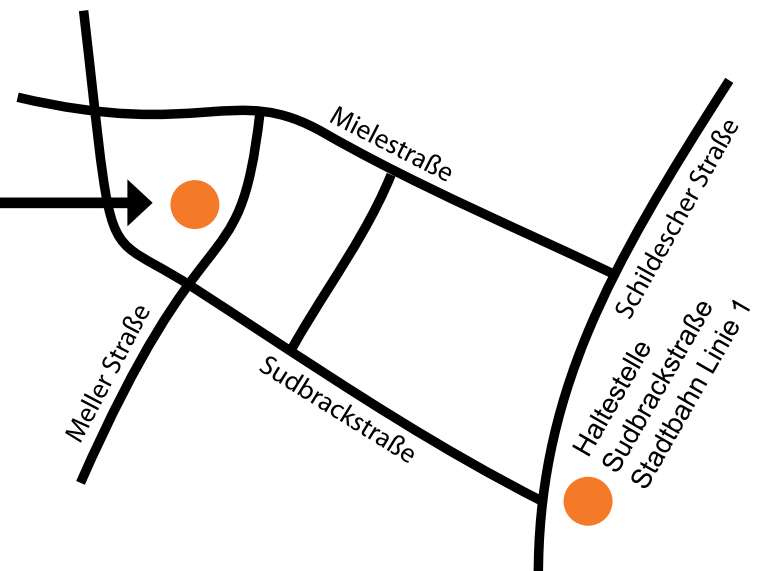 Mielestraße
Schildescher Straße
Meller Straße
Sudbrackstraße
Haltestelle
Sudbrackstraße
Stadtbahn Linie 1